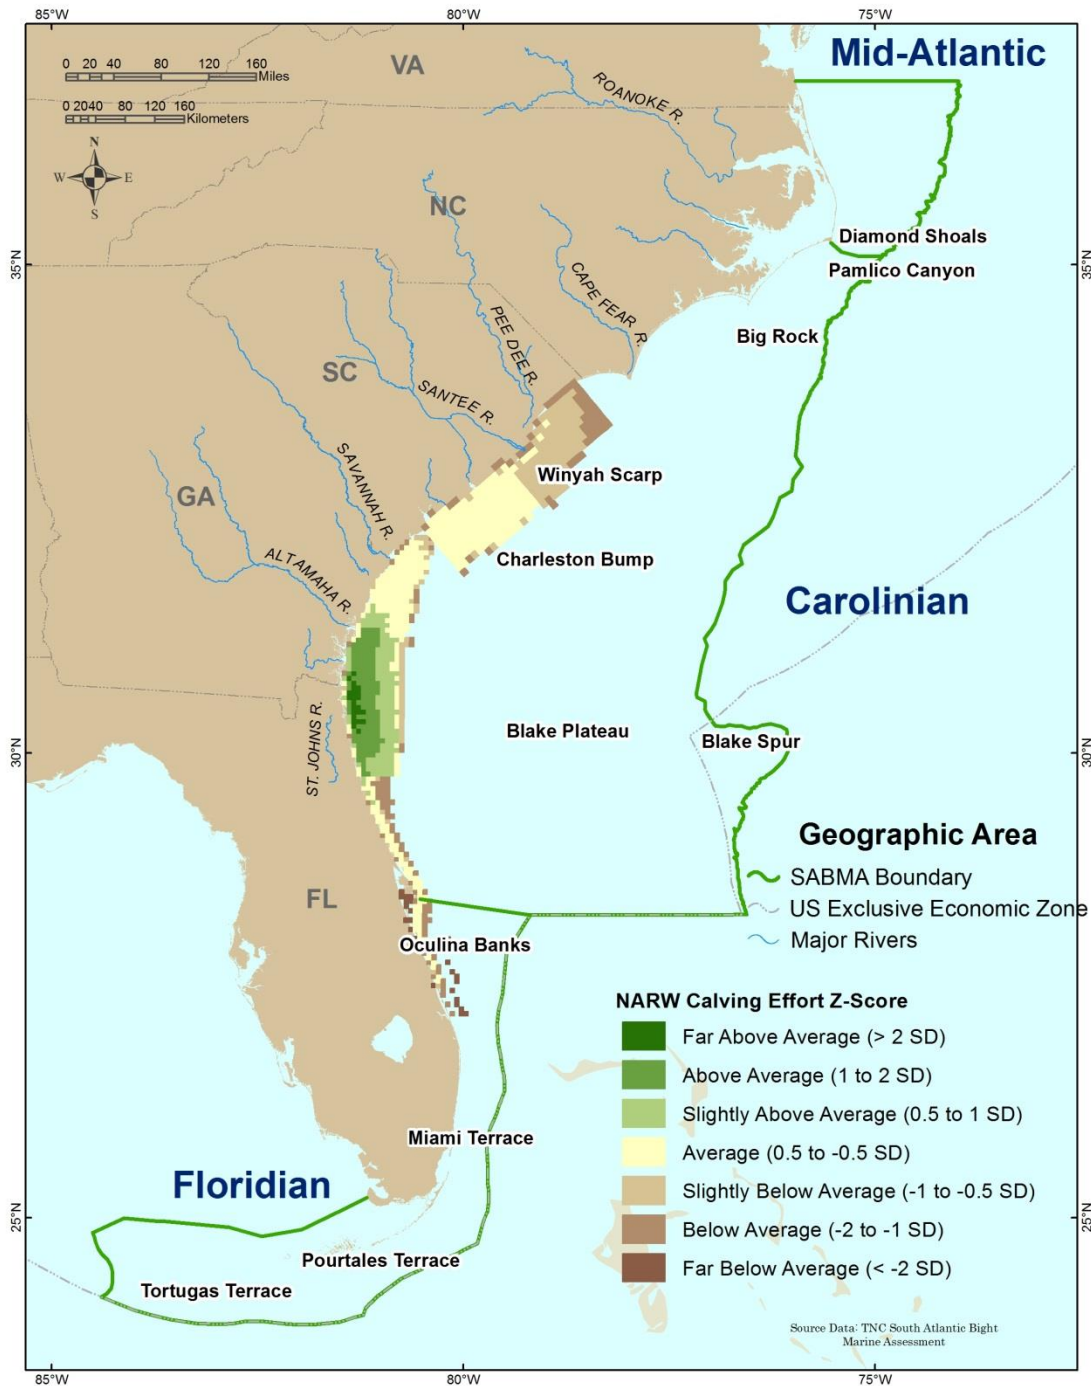 85°W 80°W 75°W
Mid-Atlantic
VA
0 20 40 80 120 160
Miles
0 20 40 80 120 160
Kilometers
N
W E
S
ROANOKE R.
NC
Diamond Shoals
35°N 35°N
Pamlico Canyon
CAPE FEAR R.
PEE DEE R.
Big Rock
SC
SANTEE R.
Winyah Scarp
SAVANNAH R.
GA
Charleston Bump
ALTAMAHA R.
Carolinian
ST. JOHNS R.
Blake Plateau
Blake Spur
30°N 30°N
Geographic Area
SABMA Boundary
US Exclusive Economic Zone
Major Rivers
FL
Oculina Banks
NARW Calving Effort Z-Score
Far Above Average (> 2 SD)
Above Average (1 to 2 SD)
Slightly Above Average (0.5 to 1 SD)
Average (0.5 to -0.5 SD)
Slightly Below Average (-1 to -0.5 SD)
Below Average (-2 to -1 SD)
Far Below Average (< -2 SD)
Miami Terrace
Floridian
25°N 25°N
Pourtales Terrace
Tortugas Terrace
Source Data: TNC South Atlantic Bight
Marine Assessment
85°W 80°W 75°W